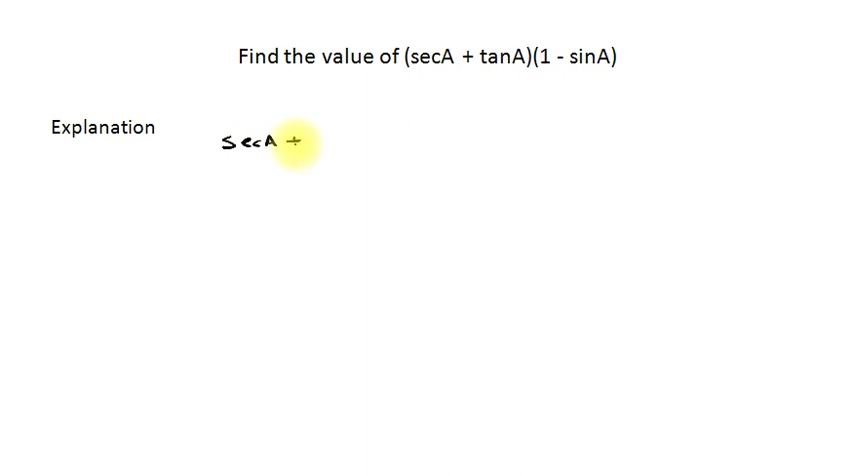 Find the value of (secA + tanA)(1 - sinA)
Explanation
secA +